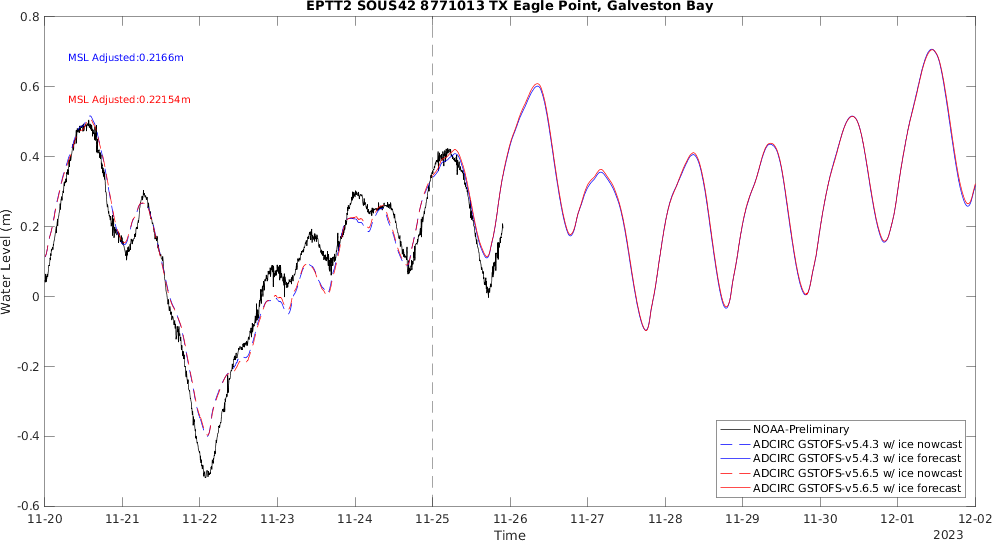 EPTT2 SOUS42 8771013 TX Eagle Point, Galveston Bay
0.8
MSL Adjusted:0.2166m
0.6
MSL Adjusted:0.22154m
0.4
0.2
0
-0.2
-0.4
-0.6
Water Level (m)
NOAA-Preliminary
ADCIRC GSTOFS-v5.4.3 w/ ice nowcast
ADCIRC GSTOFS-v5.4.3 w/ ice forecast
ADCIRC GSTOFS-v5.6.5 w/ ice nowcast
ADCIRC GSTOFS-v5.6.5 w/ ice forecast
11-20 11-21 11-22 11-23 11-24 11-25 11-26 11-27 11-28 11-29 11-30 12-01 12-02
Time
2023